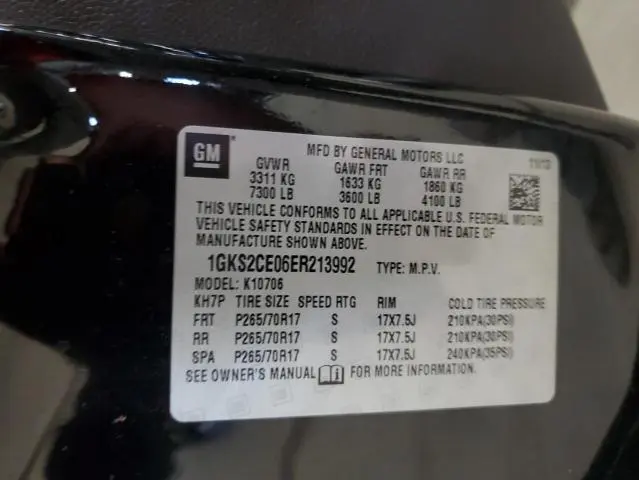 GM
MFD BY GENERAL MOTORS LLC 11/13
GVWR GAWR FRT GAWR RR
3311 KG 1633 KG 1860 KG
7300 LB 3600 LB 4100 LB
THIS VEHICLE CONFORMS TO ALL APPLICABLE U.S. FEDERAL MOTOR
VEHICLE SAFETY STANDARDS IN EFFECT ON THE DATE OF
MANUFACTURE SHOWN ABOVE.
1GKS2CE06ER213992 TYPE: M.P.V.
MODEL: K10706
KH7P TIRE SIZE SPEED RTG RIM COLD TIRE PRESSURE
FRT P265/70R17 S 17X7.5J 210KPA(30PSI)
RR P265/70R17 S 17X7.5J 210KPA(30PSI)
SPA P265/70R17 S 17X7.5J 240KPA(35PSI)
SEE OWNER'S MANUAL FOR MORE INFORMATION.